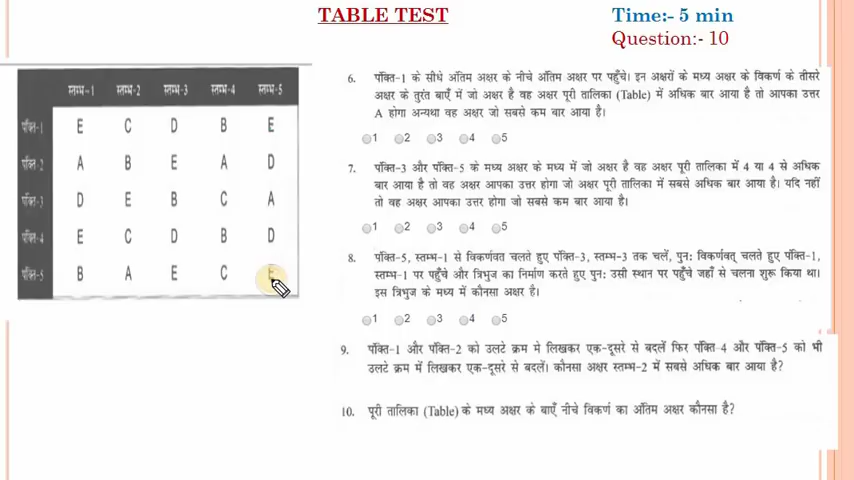 TABLE TEST
Time:- 5 min
Question:- 10
स्तम्भ-1 स्तम्भ-2 स्तम्भ-3 स्तम्भ-4 स्तम्भ-5
पंक्ति-1 E C D B E
पंक्ति-2 A B E A D
पंक्ति-3 D E B C A
पंक्ति-4 E C D B D
पंक्ति-5 B A E C E
6. पंक्ति-1 के सीधे अंतिम अक्षर के नीचे अंतिम अक्षर पर पहुँचे। इन अक्षरों के मध्य अक्षर के विकर्ण के तीसरे
अक्षर के तुरंत बाएँ में जो अक्षर है वह अक्षर पूरी तालिका (Table) में अधिक बार आया है तो आपका उत्तर
A होगा अन्यथा वह अक्षर जो सबसे कम बार आया है।
1 2 3 4 5
7. पंक्ति-3 और पंक्ति-5 के मध्य अक्षर के मध्य में जो अक्षर है वह अक्षर पूरी तालिका में 4 या 4 से अधिक
बार आया है तो वह अक्षर आपका उत्तर होगा जो अक्षर पूरी तालिका में सबसे अधिक बार आया है। यदि नहीं
तो वह अक्षर आपका उत्तर होगा जो सबसे कम बार आया है।
1 2 3 4 5
8. पंक्ति-5, स्तम्भ-1 से विकर्णवत चलते हुए पंक्ति-3, स्तम्भ-3 तक चलें, पुन: विकर्णवत् चलते हुए पंक्ति-1,
स्तम्भ-1 पर पहुँचे और त्रिभुज का निर्माण करते हुए पुन: उसी स्थान पर पहुँचे जहाँ से चलना शुरू किया था।
इस त्रिभुज के मध्य में कौनसा अक्षर है।
1 2 3 4 5
9. पंक्ति-1 और पंक्ति-2 को उलटे क्रम मे लिखकर एक-दूसरे से बदलें फिर पंक्ति-4 और पंक्ति-5 को भी
उलटे क्रम में लिखकर एक-दूसरे से बदलें। कौनसा अक्षर स्तम्भ-2 में सबसे अधिक बार आया है?
10. पूरी तालिका (Table) के मध्य अक्षर के बाएँ नीचे विकर्ण का अंतिम अक्षर कौनसा है?